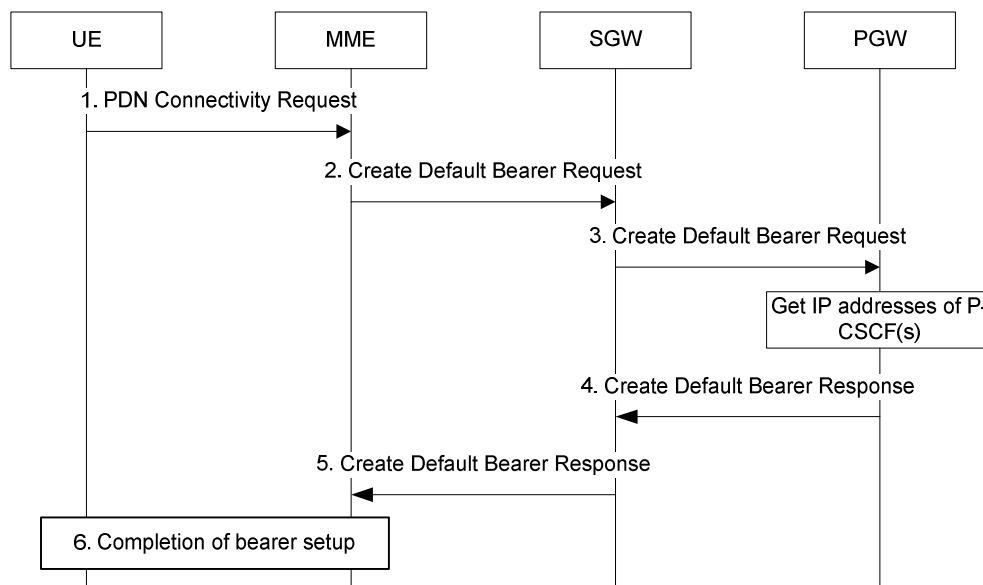 UE
MME
SGW
PGW
1. PDN Connectivity Request
2. Create Default Bearer Request
3. Create Default Bearer Request
Get IP addresses of P-
CSCF(s)
4. Create Default Bearer Response
5. Create Default Bearer Response
6. Completion of bearer setup